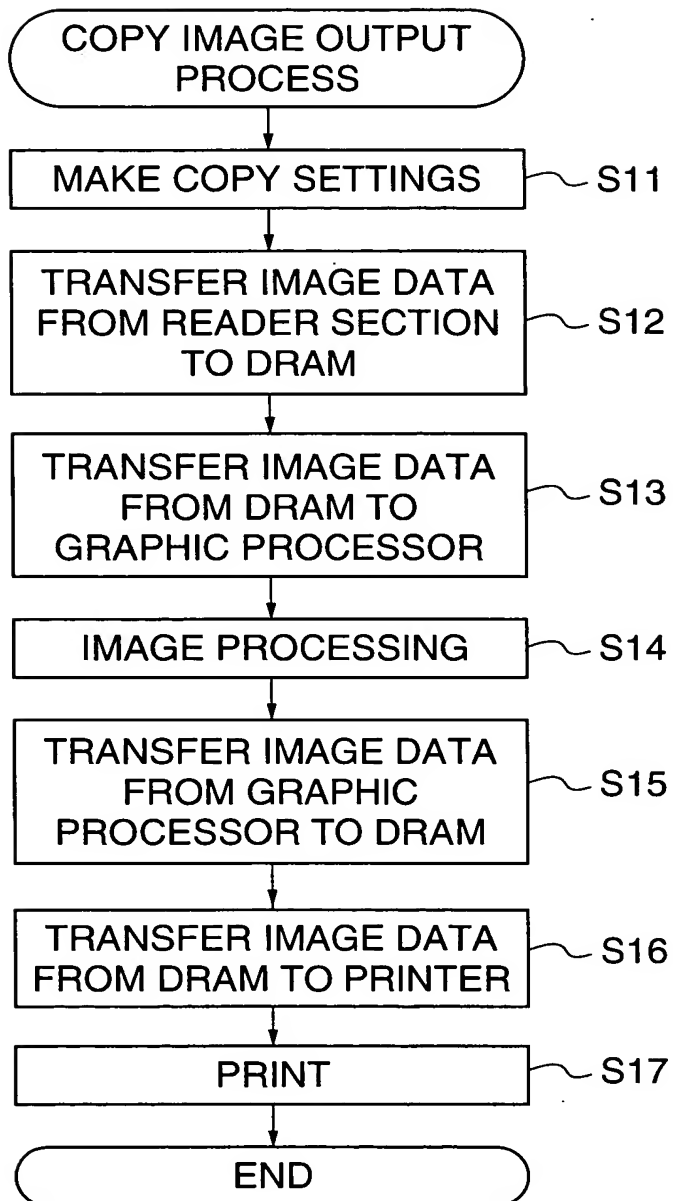 COPY IMAGE OUTPUT
PROCESS
MAKE COPY SETTINGS
S11
TRANSFER IMAGE DATA
FROM READER SECTION
TO DRAM
S12
TRANSFER IMAGE DATA
FROM DRAM TO
GRAPHIC PROCESSOR
S13
IMAGE PROCESSING
S14
TRANSFER IMAGE DATA
FROM GRAPHIC
PROCESSOR TO DRAM
S15
TRANSFER IMAGE DATA
FROM DRAM TO PRINTER
S16
PRINT
S17
END